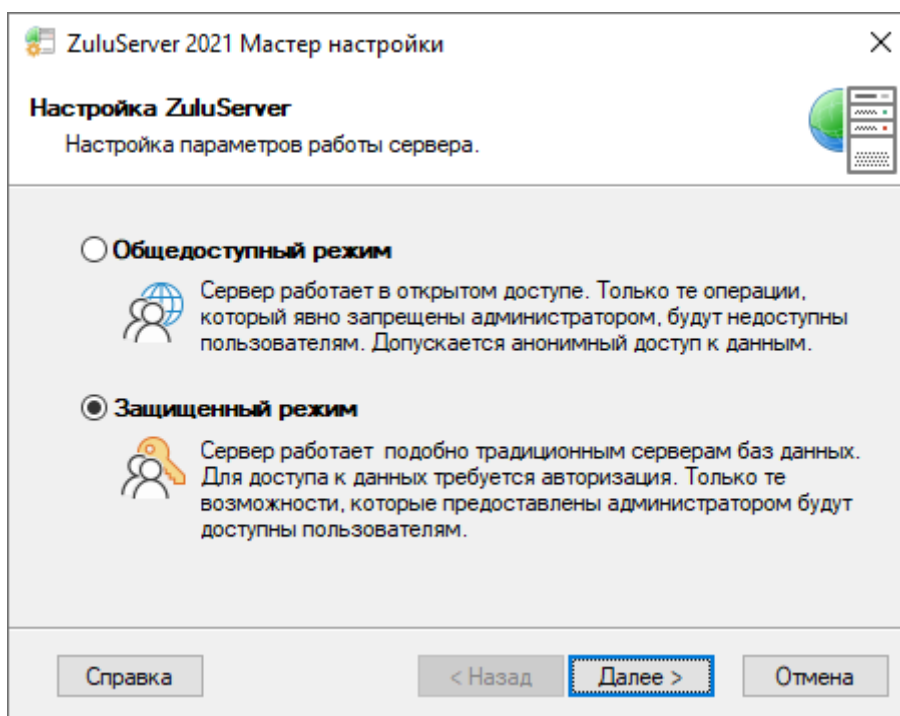 ZuluServer 2021 Мастер настройки
Настройка ZuluServer
Настройка параметров работы сервера.
Общедоступный режим
Сервер работает в открытом доступе. Только те операции,
который явно запрещены администратором, будут недоступны
пользователям. Допускается анонимный доступ к данным.
Защищенный режим
Сервер работает  подобно традиционным серверам баз данных.
Для доступа к данных требуется авторизация. Только те
возможности, которые предоставлены администратором будут
доступны пользователям.
Справка
< Назад
Далее >
Отмена